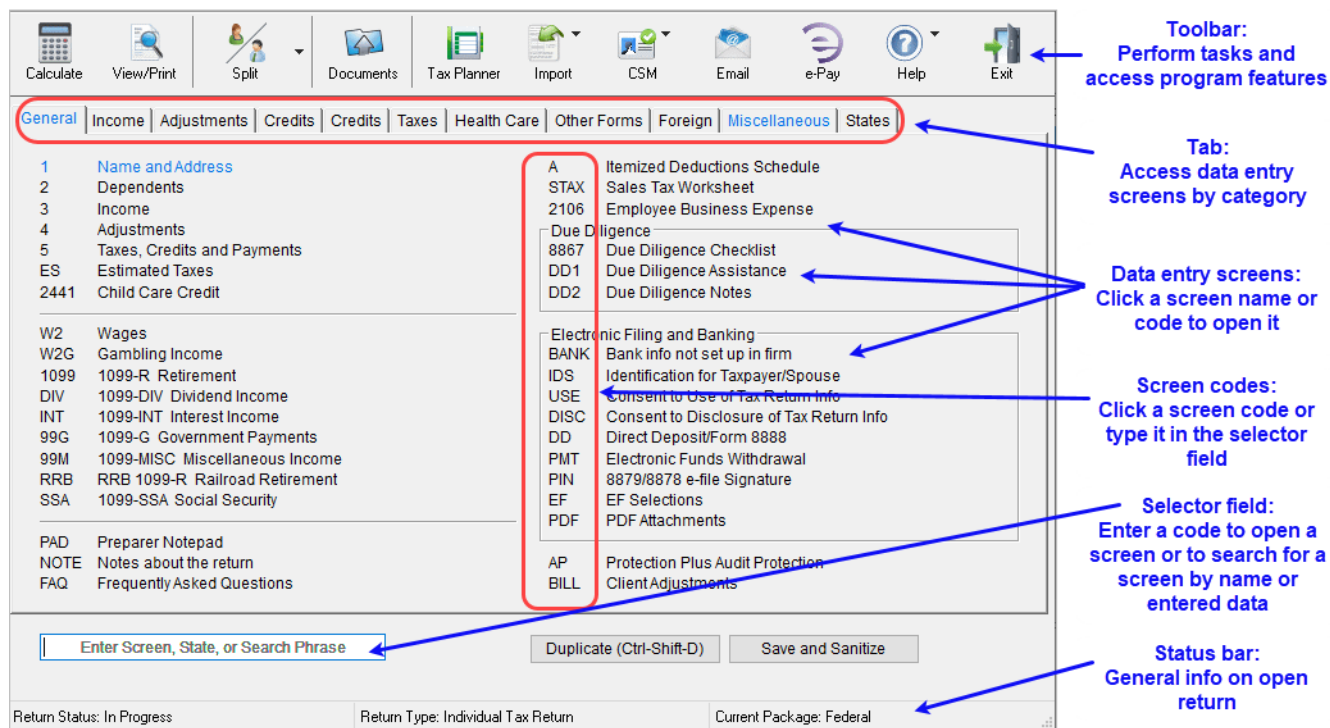 Calculate View/Print Split Documents Tax Planner Import CSM Email e-Pay Help Exit
Toolbar:
Perform tasks and
access program features
General Income Adjustments Credits Credits Taxes Health Care Other Forms Foreign Miscellaneous States
Tab:
Access data entry
screens by category
1 Name and Address
2 Dependents
3 Income
4 Adjustments
5 Taxes, Credits and Payments
ES Estimated Taxes
2441 Child Care Credit
W2 Wages
W2G Gambling Income
1099 1099-R Retirement
DIV 1099-DIV Dividend Income
INT 1099-INT Interest Income
99G 1099-G Government Payments
99M 1099-MISC Miscellaneous Income
RRB RRB 1099-R Railroad Retirement
SSA 1099-SSA Social Security
PAD Preparer Notepad
NOTE Notes about the return
FAQ Frequently Asked Questions
A Itemized Deductions Schedule
STAX Sales Tax Worksheet
2106 Employee Business Expense
Due Diligence
8867 Due Diligence Checklist
DD1 Due Diligence Assistance
DD2 Due Diligence Notes
Electronic Filing and Banking
BANK Bank info not set up in firm
IDS Identification for Taxpayer/Spouse
USE Consent to Use of Tax Return Info
DISC Consent to Disclosure of Tax Return Info
DD Direct Deposit/Form 8888
PMT Electronic Funds Withdrawal
PIN 8879/8878 e-file Signature
EF EF Selections
PDF PDF Attachments
AP Protection Plus Audit Protection
BILL Client Adjustments
Data entry screens:
Click a screen name or
code to open it
Screen codes:
Click a screen code or
type it in the selector
field
Selector field:
Enter a code to open a
screen or to search for a
screen by name or
entered data
Enter Screen, State, or Search Phrase
Duplicate (Ctrl-Shift-D) Save and Sanitize
Status bar:
General info on open
return
Return Status: In Progress Return Type: Individual Tax Return Current Package: Federal